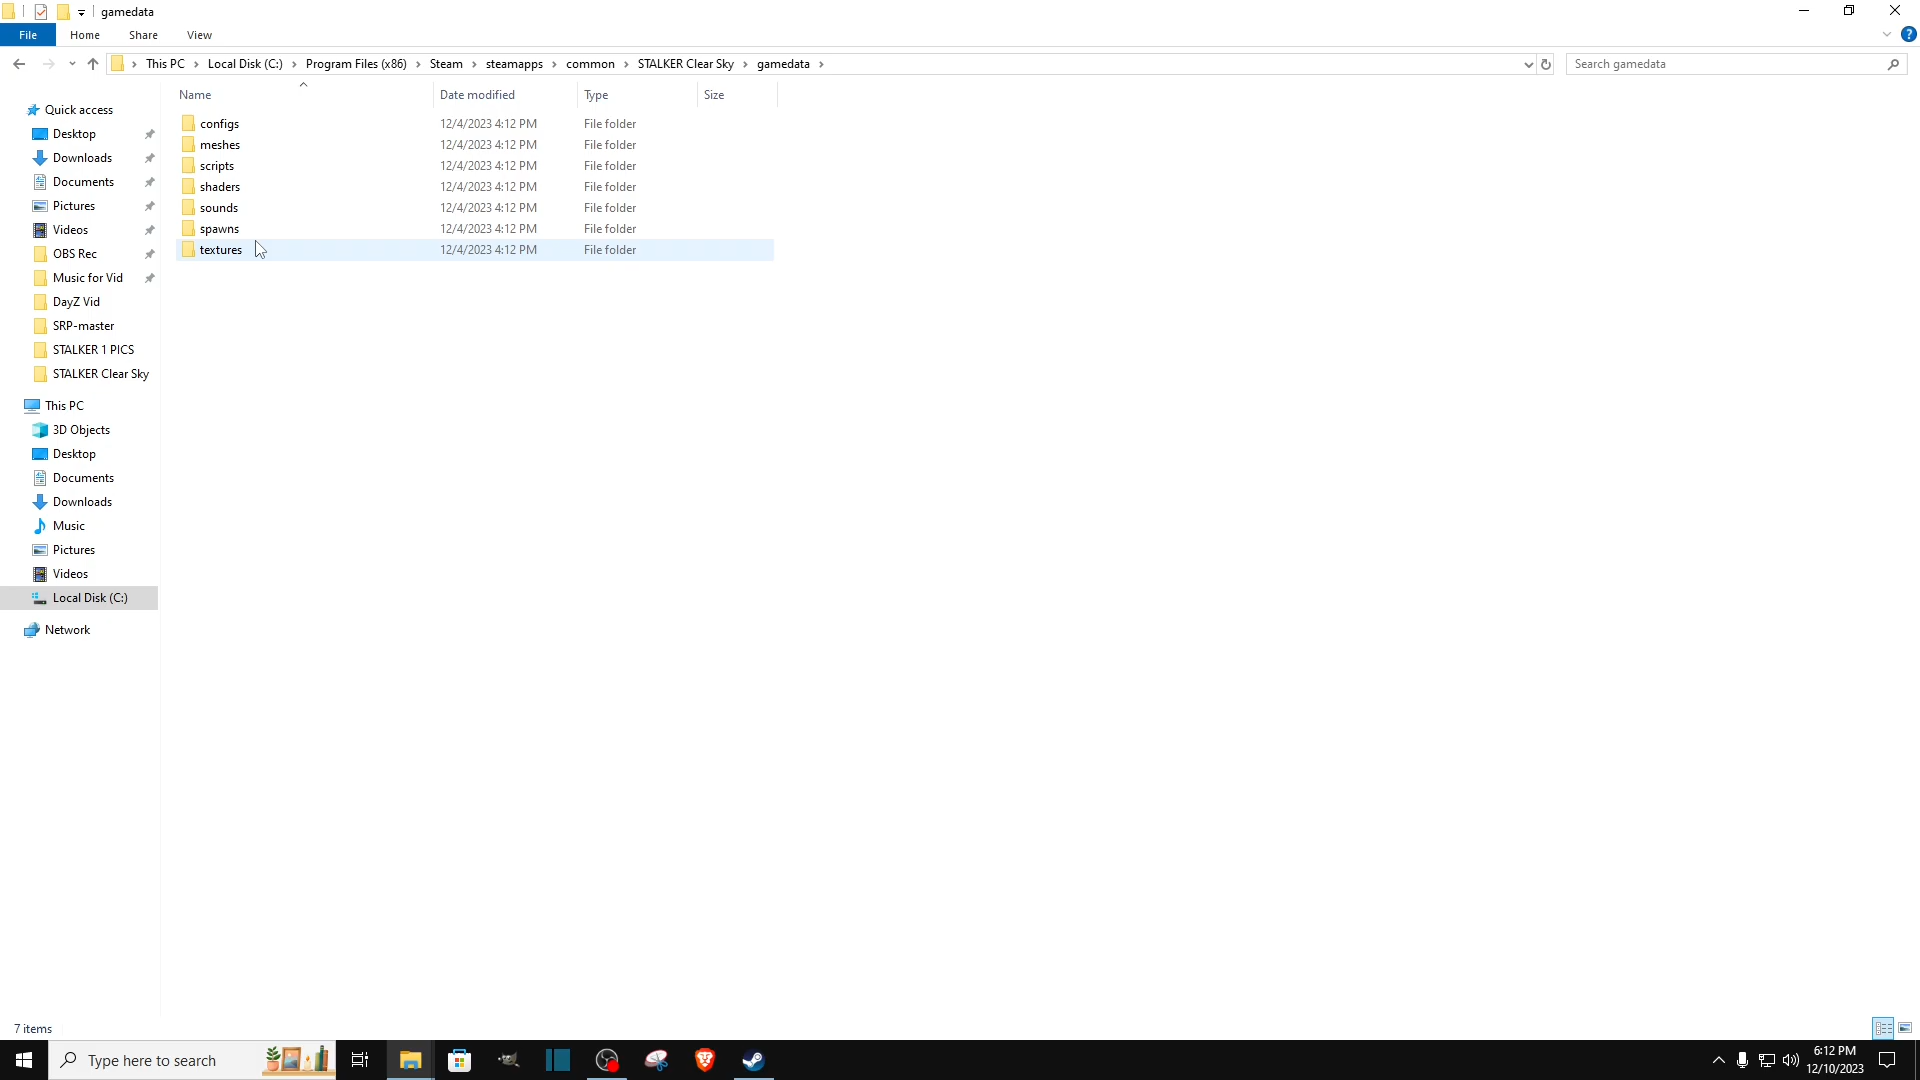 gamedata
File Home Share View
This PC Local Disk (C:) Program Files (x86) Steam steamapps common STALKER Clear Sky gamedata
Search gamedata
Name Date modified Type Size
configs 12/4/2023 4:12 PM File folder
meshes 12/4/2023 4:12 PM File folder
scripts 12/4/2023 4:12 PM File folder
shaders 12/4/2023 4:12 PM File folder
sounds 12/4/2023 4:12 PM File folder
spawns 12/4/2023 4:12 PM File folder
textures 12/4/2023 4:12 PM File folder
Quick access
Desktop
Downloads
Documents
Pictures
Videos
OBS Rec
Music for Vid
DayZ Vid
SRP-master
STALKER 1 PICS
STALKER Clear Sky
This PC
3D Objects
Desktop
Documents
Downloads
Music
Pictures
Videos
Local Disk (C:)
Network
7 items
Type here to search
6:12 PM
12/10/2023